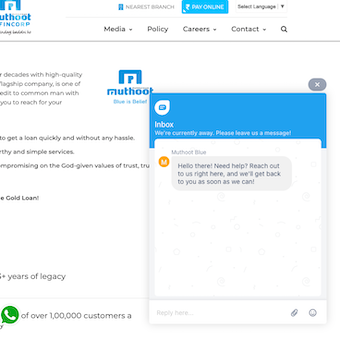 muthoot
FINCORP
NEAREST BRANCH
PAY ONLINE
Select Language
Media
Policy
Careers
Contact
r decades with high-quality
flagship company, is one of
edit to common man with
you to reach for your
muthoot
Blue is Belief
to get a loan quickly and without any hassle.
rthy and simple services.
mpromising on the God-given values of trust, tru
e Gold Loan!
Inbox
We're currently away. Please leave us a message!
Muthoot Blue
M
Hello there! Need help? Reach out
to us right here, and we'll get back
to you as soon as we can!
+ years of legacy
of over 1,00,000 customers a
y
Reply here...